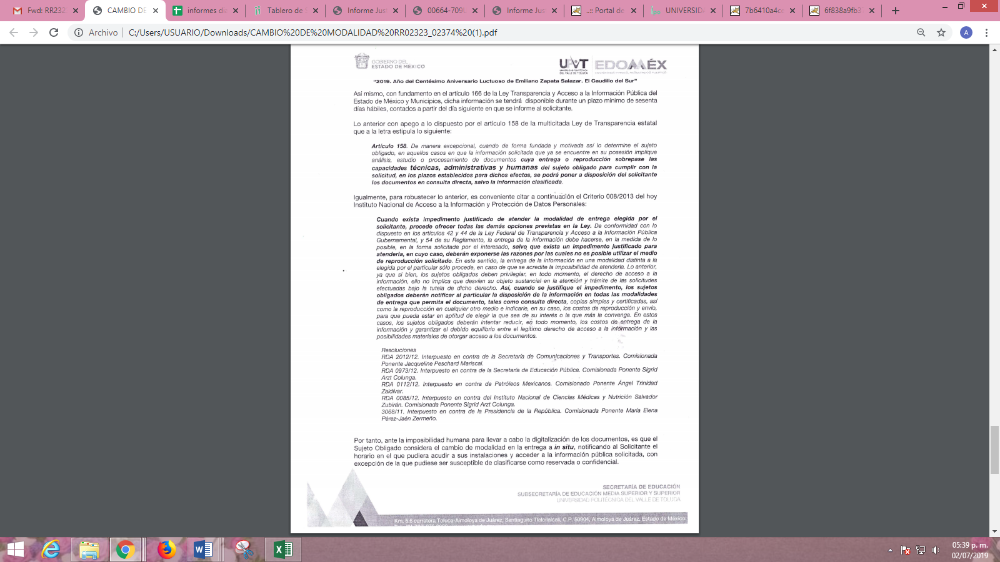 Fwd: RR232
CAMBIO DE
informes dia
Tablero de S
Informe Just
00664-709U
Informe Just
..:: Portal de
UNIVERSIDA
7b6410a4ce
6f838a9fb3
Archivo | C:/Users/USUARIO/Downloads/CAMBIO%20DE%20MODALIDAD%20RR02323_02374%20(1).pdf
A
GOBIERNO DEL
ESTADO DE MÉXICO
UPVT
UNIVERSIDAD POLITÉCNICA
DEL VALLE DE TOLUCA
EDOMÉX
"2019. Año del Centésimo Aniversario Luctuoso de Emiliano Zapata Salazar. El Caudillo del Sur"
Así mismo, con fundamento en el artículo 166 de la Ley Transparencia y Acceso a la Información Pública del
Estado de México y Municipios, dicha información se tendrá disponible durante un plazo mínimo de sesenta
días hábiles, contados a partir del día siguiente en que se informe al solicitante.
Lo anterior con apego a lo dispuesto por el artículo 158 de la multicitada Ley de Transparencia estatal
que a la letra estipula lo siguiente:
Artículo 158. De manera excepcional, cuando de forma fundada y motivada así lo determine el sujeto
obligado, en aquellos casos en que la información solicitada que ya se encuentre en su posesión implique
análisis, estudio o procesamiento de documentos cuya entrega o reproducción sobrepase las
capacidades técnicas, administrativas y humanas del sujeto obligado para cumplir con la
solicitud, en los plazos establecidos para dichos efectos, se podrá poner a disposición del solicitante
los documentos en consulta directa, salvo la información clasificada.
Igualmente, para robustecer lo anterior, es conveniente citar a continuación el Criterio 008/2013 del hoy
Instituto Nacional de Acceso a la Información y Protección de Datos Personales:
Cuando exista impedimento justificado de atender la modalidad de entrega elegida por el
solicitante, procede ofrecer todas las demás opciones previstas en la Ley. De conformidad con lo
dispuesto en los artículos 42 y 44 de la Ley Federal de Transparencia y Acceso a la Información Pública
Gubernamental, y 54 de su Reglamento, la entrega de la información debe hacerse, en la medida de lo
posible, en la forma solicitada por el interesado, salvo que exista un impedimento justificado para
atenderla, en cuyo caso, deberán exponerse las razones por las cuales no es posible utilizar el medio
de reproducción solicitado. En este sentido, la entrega de la información en una modalidad distinta a la
elegida por el particular sólo procede, en caso de que se acredite la imposibilidad de atenderla. Lo anterior,
ya que si bien, los sujetos obligados deben privilegiar, en todo momento, el derecho de acceso a la
información, ello no implica que desvíen su objeto sustancial en la atención y trámite de las solicitudes
efectuadas bajo la tutela de dicho derecho. Así, cuando se justifique el impedimento, los sujetos
obligados deberán notificar al particular la disposición de la información en todas las modalidades
de entrega que permita el documento, tales como consulta directa, copias simples y certificadas, así
como la reproducción en cualquier otro medio e indicarle, en su caso, los costos de reproducción y envío,
para que pueda estar en aptitud de elegir la que sea de su interés o la que más le convenga. En estos
casos, los sujetos obligados deberán intentar reducir, en todo momento, los costos de entrega de la
información y garantizar el debido equilibrio entre el legítimo derecho de acceso a la información y las
posibilidades materiales de otorgar acceso a los documentos.
Resoluciones
RDA 2012/12. Interpuesto en contra de la Secretaría de Comunicaciones y Transportes. Comisionada
Ponente Jacqueline Peschard Mariscal.
RDA 0973/12. Interpuesto en contra de la Secretaría de Educación Pública. Comisionada Ponente Sigrid
Arzt Colunga.
RDA 0112/12. Interpuesto en contra de Petróleos Mexicanos. Comisionado Ponente Ángel Trinidad
Zaldívar.
RDA 0085/12. Interpuesto en contra del Instituto Nacional de Ciencias Médicas y Nutrición Salvador
Zubirán. Comisionada Ponente Sigrid Arzt Colunga.
3068/11. Interpuesto en contra de la Presidencia de la República. Comisionada Ponente María Elena
Pérez-Jaén Zermeño.
Por tanto, ante la imposibilidad humana para llevar a cabo la digitalización de los documentos, es que el
Sujeto Obligado considera el cambio de modalidad en la entrega a in situ, notificando al Solicitante el
horario en el que pudiera acudir a sus instalaciones y acceder a la información pública solicitada, con
excepción de la que pudiese ser susceptible de clasificarse como reservada o confidencial.
SECRETARÍA DE EDUCACIÓN
SUBSECRETARÍA DE EDUCACIÓN MEDIA SUPERIOR Y SUPERIOR
UNIVERSIDAD POLITÉCNICA DEL VALLE DE TOLUCA
Km. 5.6 carretera Toluca-Almoloya de Juárez, Santiaguito Tlalcilalcali, C.P. 50904, Almoloya de Juárez, Estado de México.
05:39 p. m.
02/07/2019